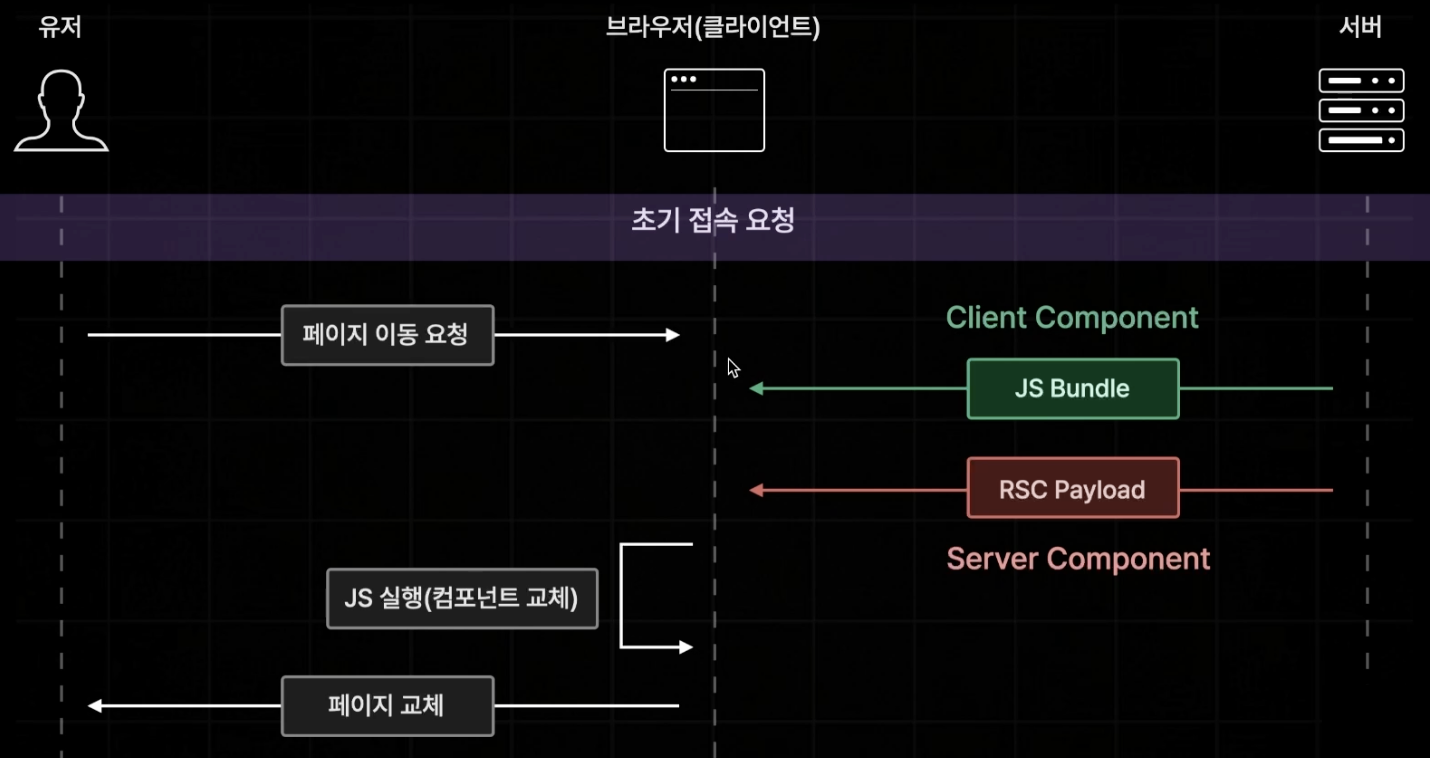 유저
브라우저(클라이언트)
서버
초기 접속 요청
페이지 이동 요청
Client Component
JS Bundle
RSC Payload
Server Component
JS 실행(컴포넌트 교체)
페이지 교체